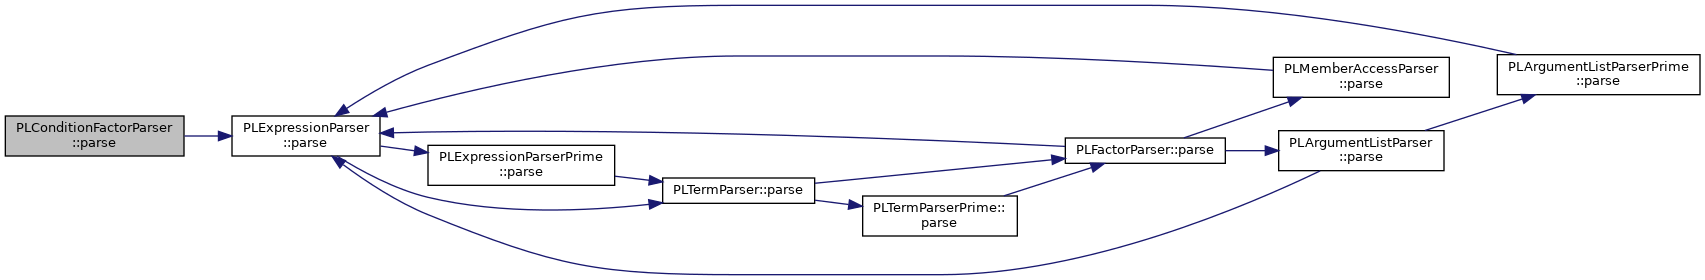 PLConditionFactorParser
::parse
PLExpressionParser
::parse
PLExpressionParserPrime
::parse
PLTermParser::parse
PLTermParserPrime::
parse
PLFactorParser::parse
PLMemberAccessParser
::parse
PLArgumentListParser
::parse
PLArgumentListParserPrime
::parse